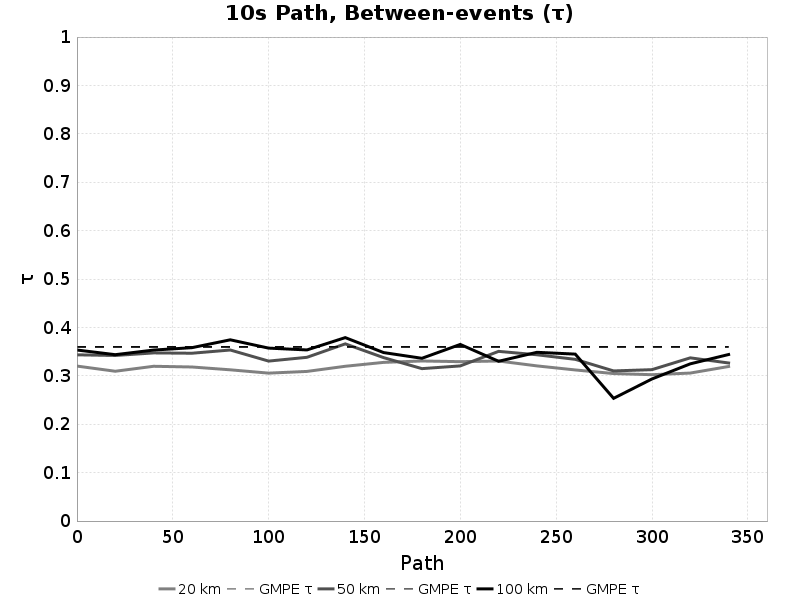 10s Path, Between-events (τ)
1
0.9
0.8
0.7
0.6
0.5
τ
0.4
0.3
0.2
0.1
0
0 50 100 150 200 250 300 350
Path
20 km GMPE τ 50 km GMPE τ 100 km GMPE τ